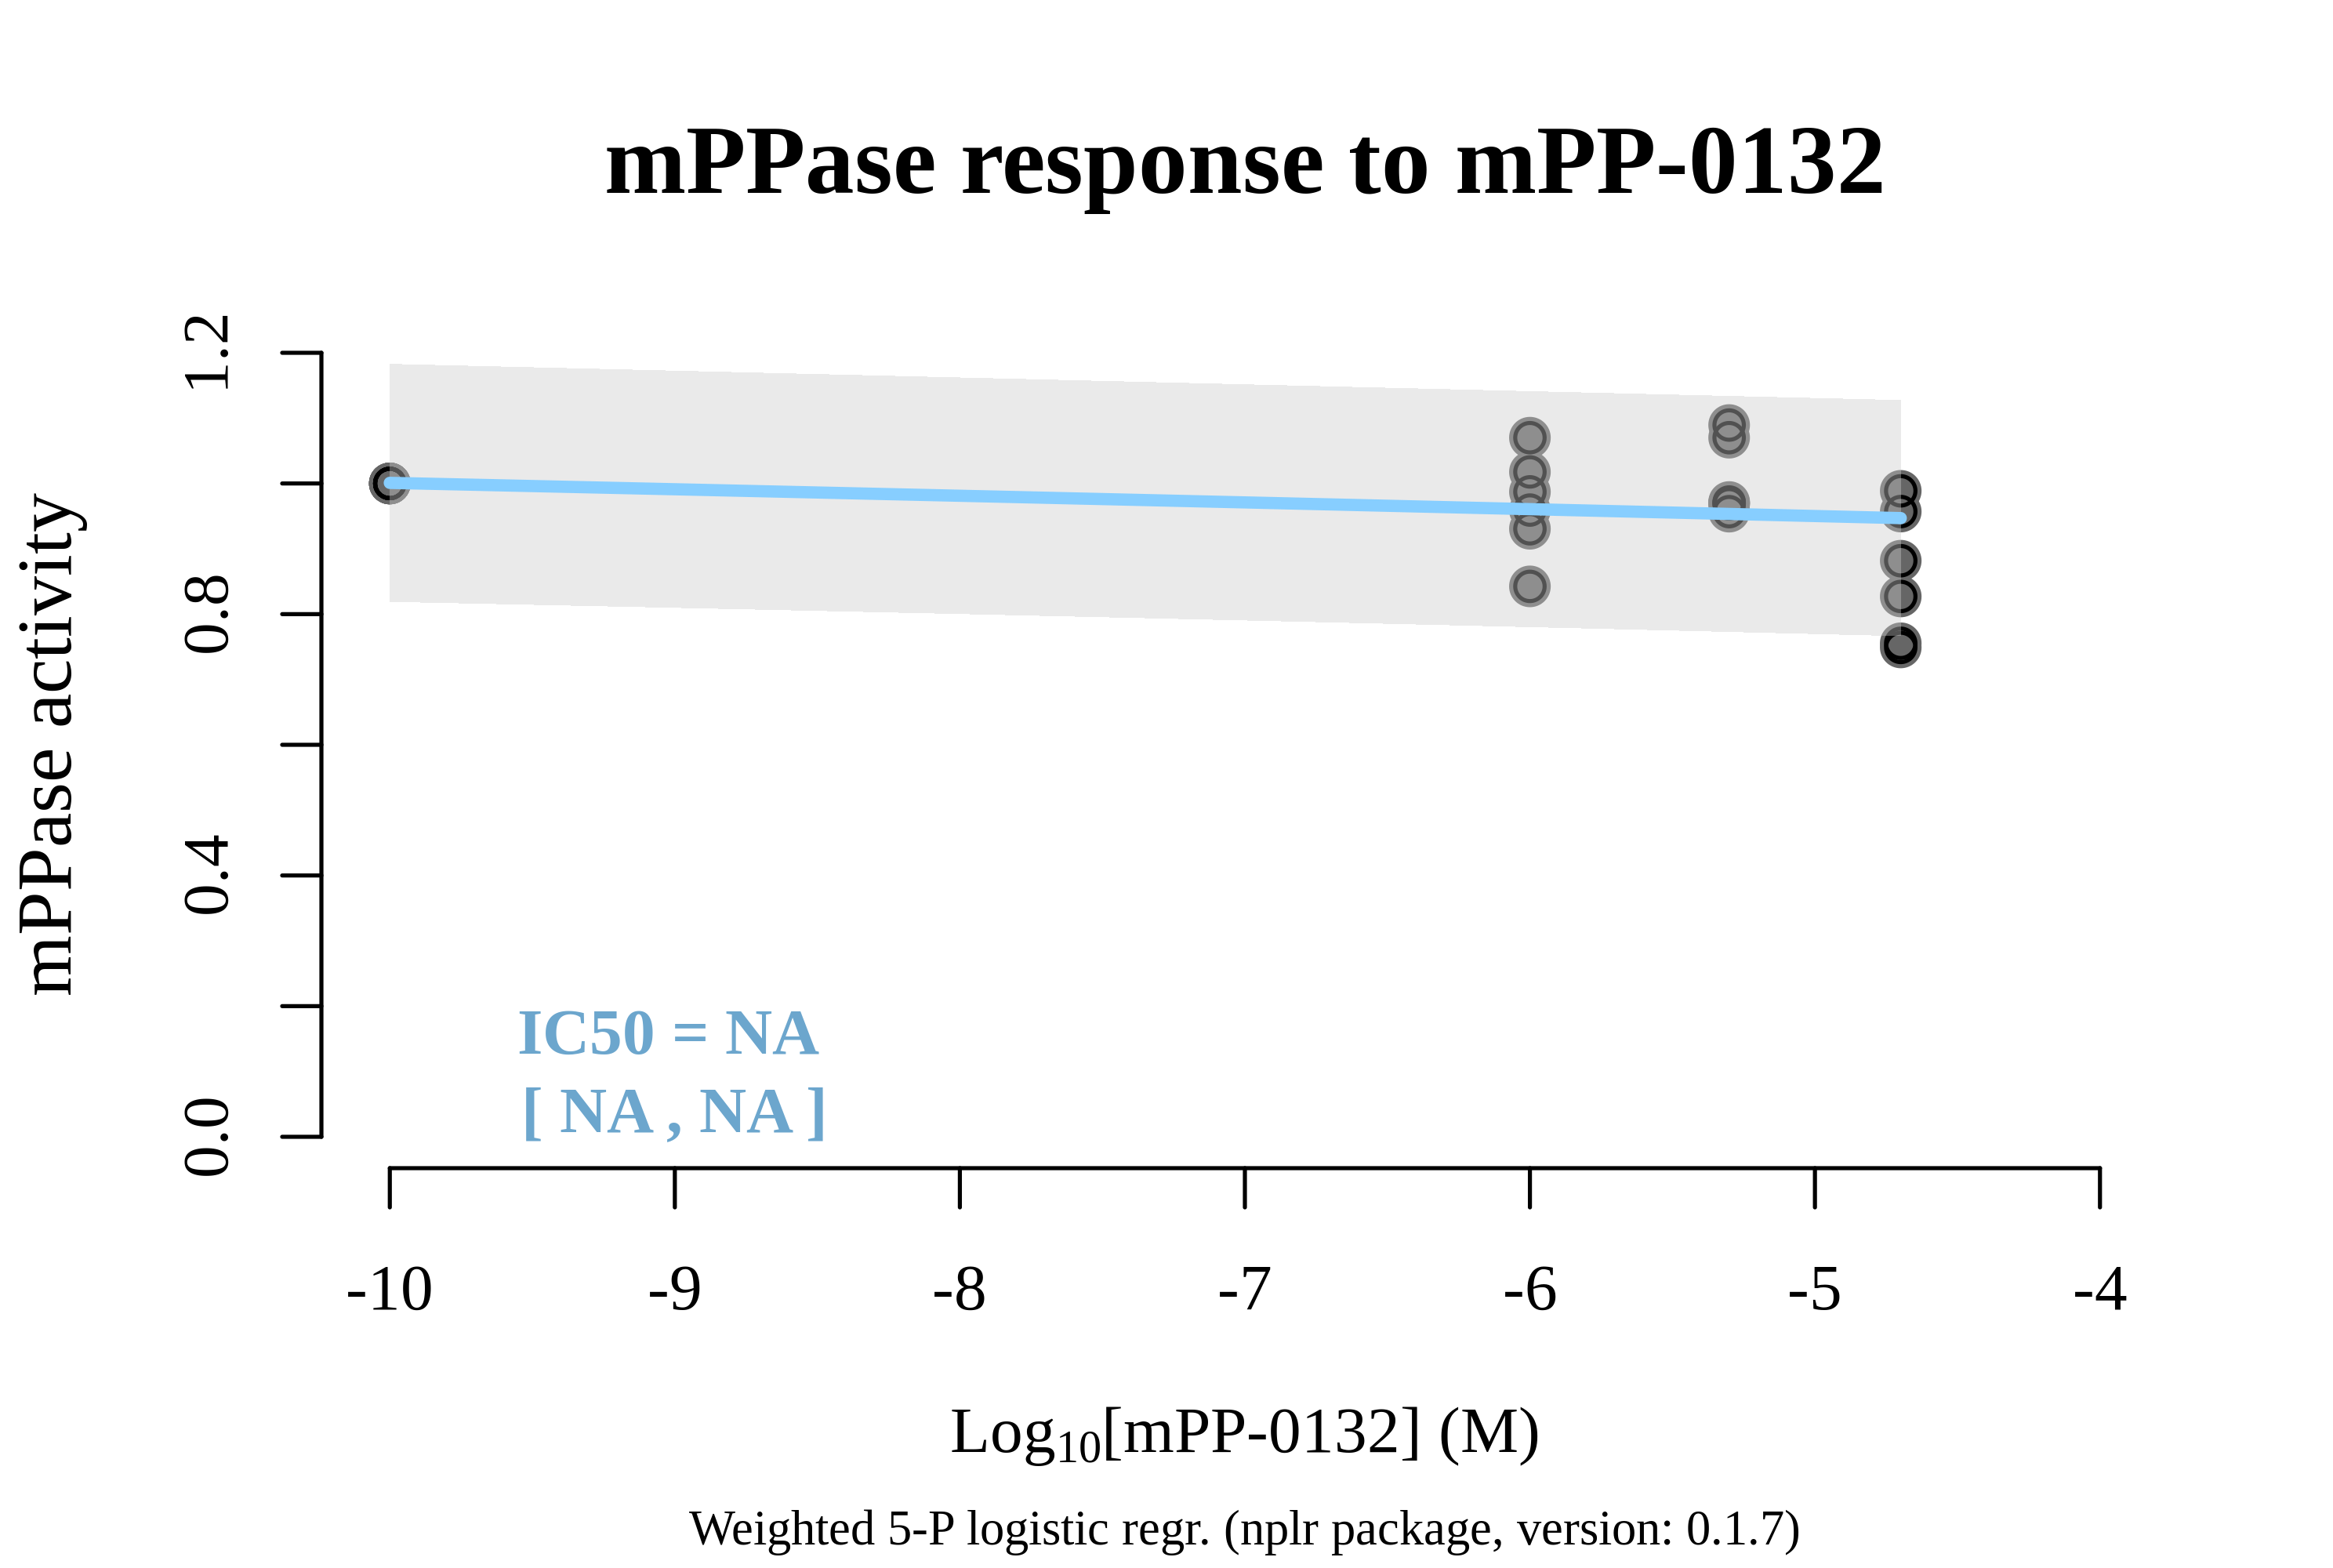 mPPase response to mPP-0132
mPPase activity
1.2
0.8
0.4
0.0
IC50 = NA
[ NA , NA ]
-10 -9 -8 -7 -6 -5 -4
Log₁₀[mPP-0132] (M)
Weighted 5-P logistic regr. (nplr package, version: 0.1.7)